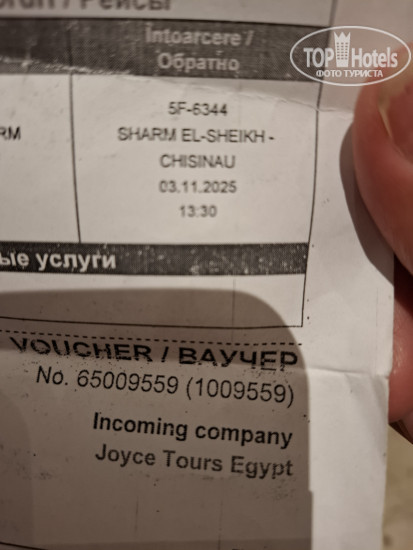 / Рейсы
TOP Hotels
ФОТО ТУРИСТА
Intoarcere /
Обратно
5F-6344
RM
SHARM EL-SHEIKH -
CHISINAU
03.11.2025
13:30
ые услуги
VOUCHER / ВАУЧЕР
No. 65009559 (1009559)
Incoming company
Joyce Tours Egypt